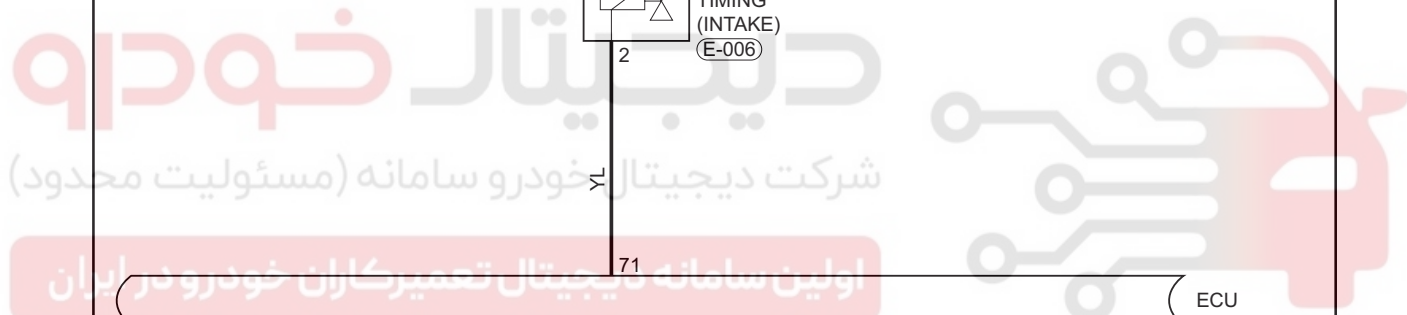 TIMING
(INTAKE)
E-006
2
دیجیتال خودرو
YL
شرکت دیجیتال خودرو سامانه (مسئولیت محدود)
71
اولین سامانه دیجیتال تعمیرکاران خودرو در ایران
ECU